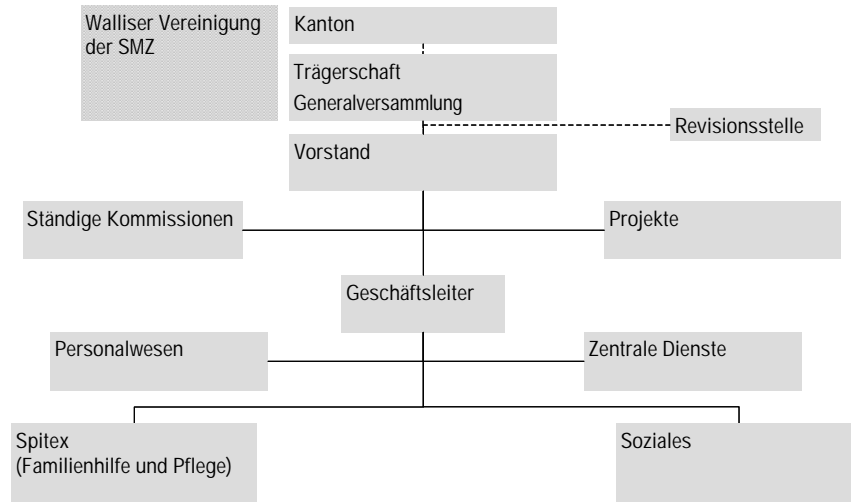 Walliser Vereinigung
der SMZ
Kanton
Trägerschaft
Generalversammlung
Revisionsstelle
Vorstand
Ständige Kommissionen
Projekte
Geschäftsleiter
Personalwesen
Zentrale Dienste
Spitex
(Familienhilfe und Pflege)
Soziales